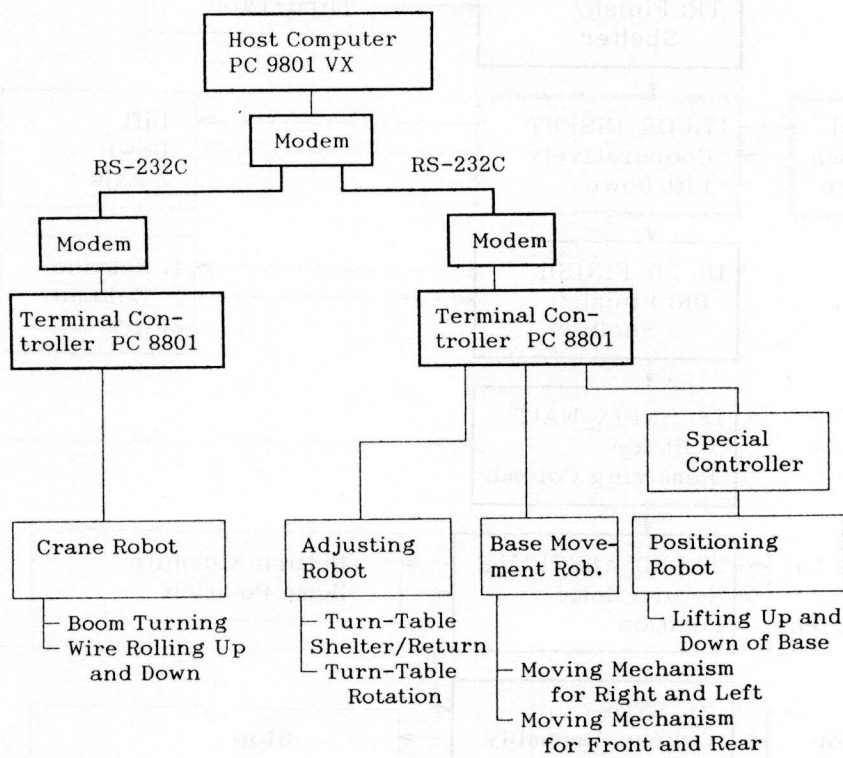 Host Computer
PC 9801 VX
Modem
RS-232C
RS-232C
Modem
Modem
Terminal Con-
troller PC 8801
Terminal Con-
troller PC 8801
Special
Controller
Crane Robot
Adjusting
Robot
Base Move-
ment Rob.
Positioning
Robot
Boom Turning
Wire Rolling Up
and Down
Turn-Table
Shelter/Return
Turn-Table
Rotation
Moving Mechanism
for Right and Left
Moving Mechanism
for Front and Rear
Lifting Up and
Down of Base